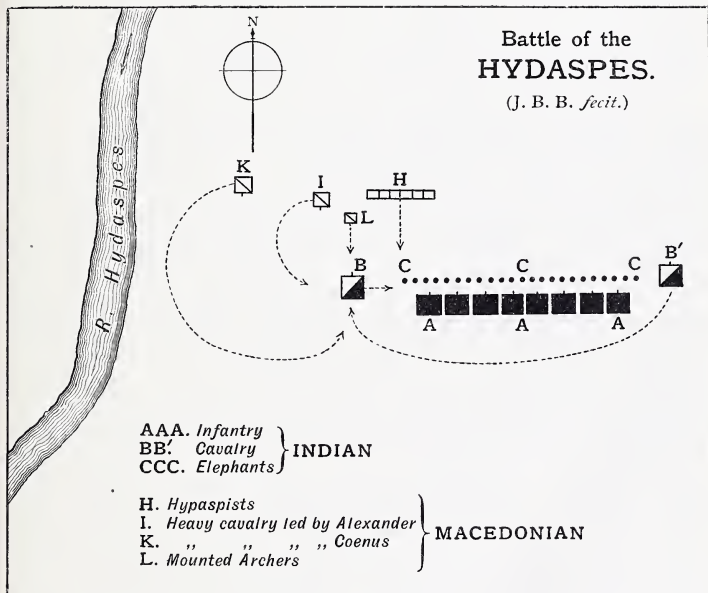 Battle of the
HYDASPES.
(J. B. B. fecit.)
N
R. Hydaspes
K
I
H
L
B
C
C
C
B'
A
A
A
AAA. Infantry
BB'. Cavalry
CCC. Elephants
INDIAN
H. Hypaspists
I. Heavy cavalry led by Alexander
K. ,, ,, ,, ,, Coenus
L. Mounted Archers
MACEDONIAN